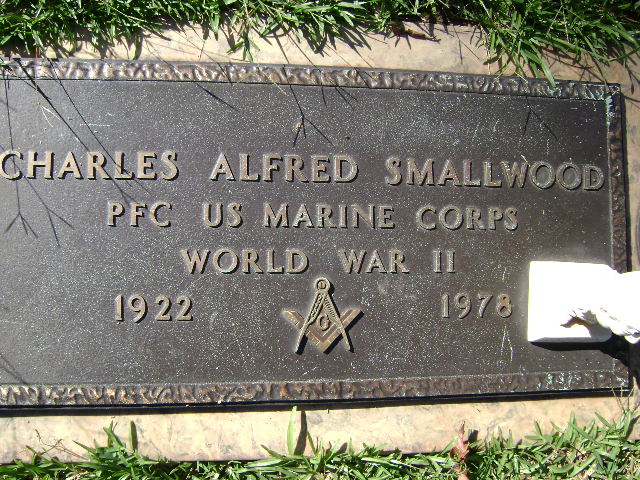 CHARLES ALFRED SMALLWOOD
PFC US MARINE CORPS
WORLD WAR II
1922 G 1978